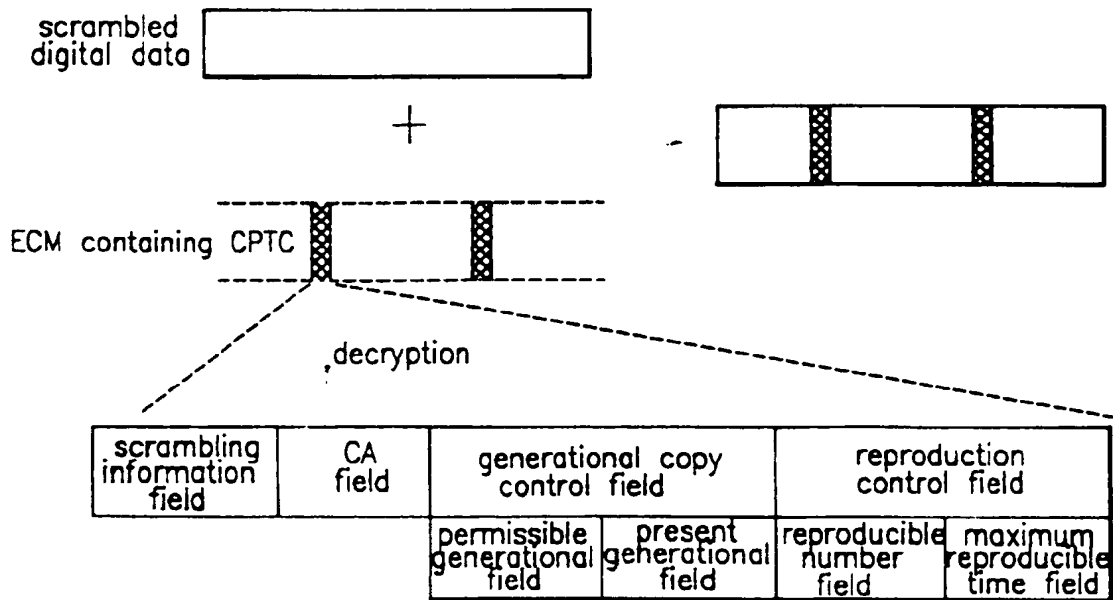 scrambled
digital data
+
-
ECM containing CPTC
decryption
scrambling
information
field
CA
field
generational copy
control field
reproduction
control field
permissible
generational
field
present
generational
field
reproducible
number
field
maximum
reproducible
time field